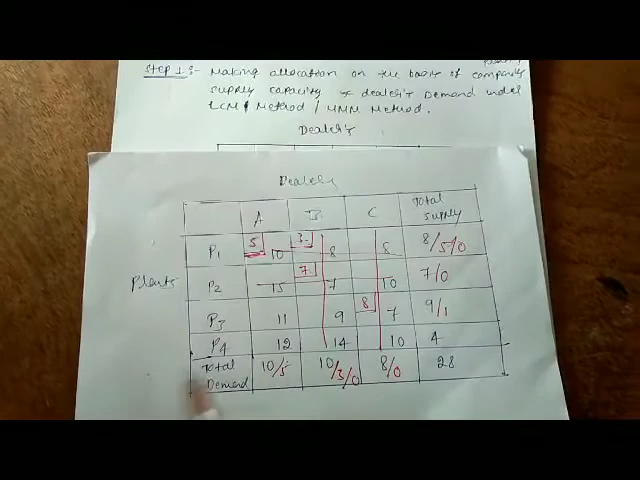 Step 1:- Making allocation on the basis of company
supply capacity & dealer's Demand under
LCM Method / MMM Method.
Dealer's
Dealers
A B C Total supply
Plants
P1 5 10 3 8 8 8/5/0
P2 15 7 7 10 7/0
P3 11 9 8 7 9/1
P4 12 14 10 4
Total Demand 10/5 10/3/0 8/0 28